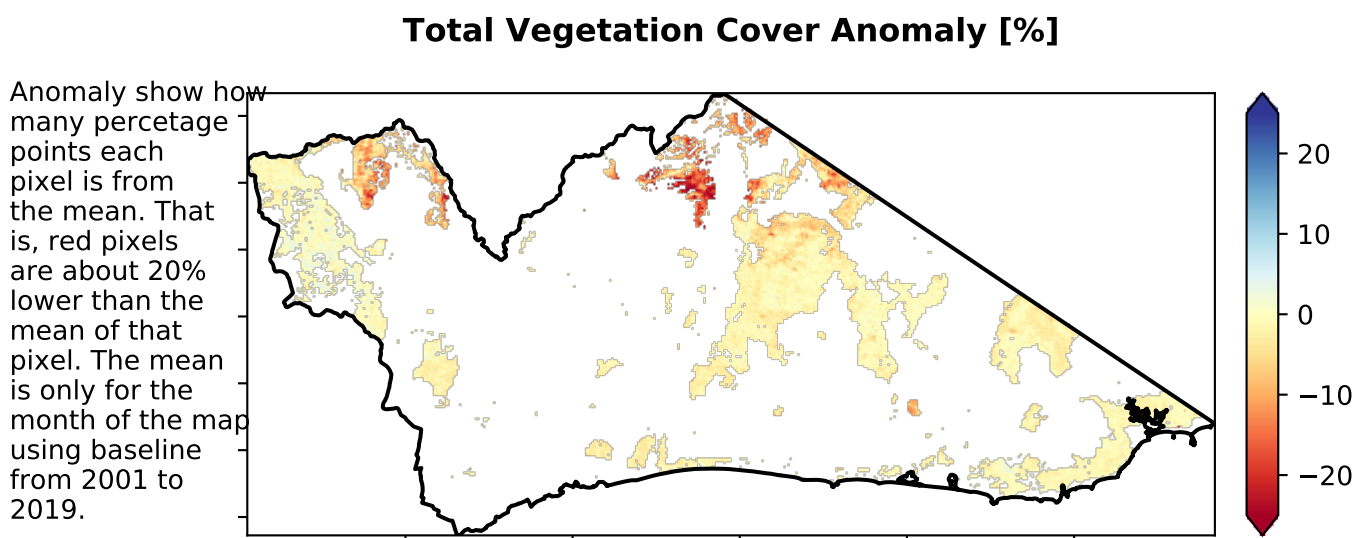 Total Vegetation Cover Anomaly [%]
Anomaly show how
many percetage
points each
pixel is from
the mean. That
is, red pixels
are about 20%
lower than the
mean of that
pixel. The mean
is only for the
month of the map
using baseline
from 2001 to
2019.
20
10
0
−10
−20